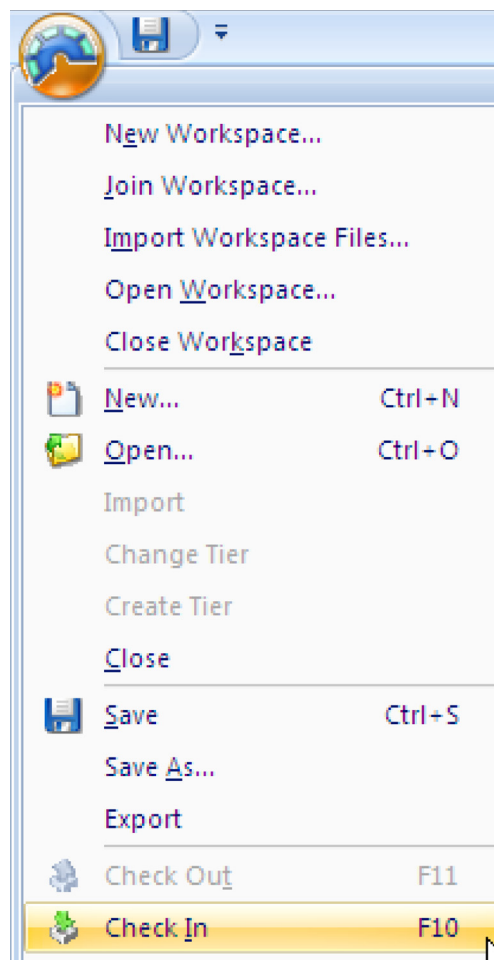 New Workspace...
Join Workspace...
Import Workspace Files...
Open Workspace...
Close Workspace
New... Ctrl+N
Open... Ctrl+O
Import
Change Tier
Create Tier
Close
Save Ctrl+S
Save As...
Export
Check Out F11
Check In F10